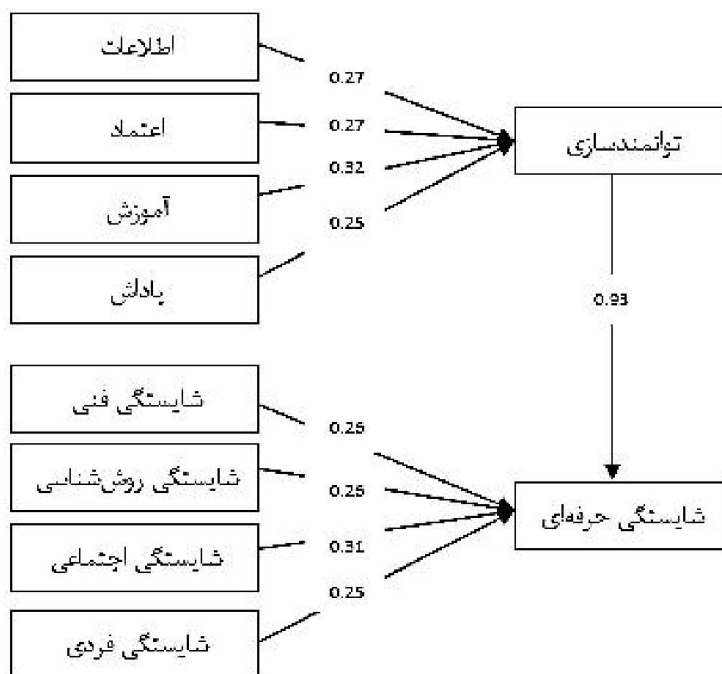 اطلاعات
0.27
اعتماد
0.27
توانمندسازی
آموزش
0.32
پاداش
0.25
0.93
شایستگی فنی
0.25
شایستگی روش‌شناسی
0.25
شایستگی حرفه‌ای
شایستگی اجتماعی
0.31
شایستگی فردی
0.25